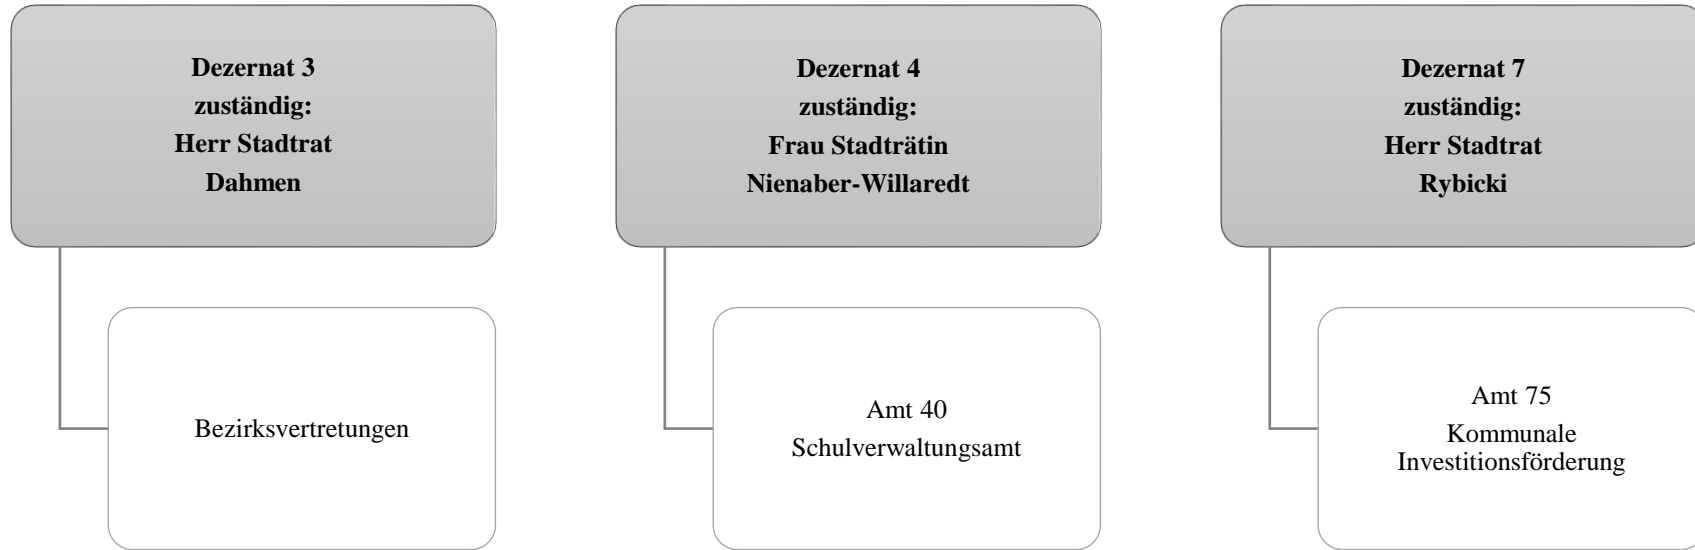 Dezernat 3
zuständig:
Herr Stadtrat
Dahmen
Bezirksvertretungen
Dezernat 4
zuständig:
Frau Stadträtin
Nienaber-Willaredt
Amt 40
Schulverwaltungsamt
Dezernat 7
zuständig:
Herr Stadtrat
Rybicki
Amt 75
Kommunale
Investitionsförderung